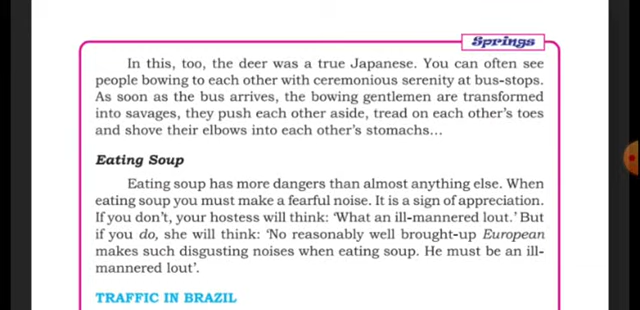 Springs
In this, too, the deer was a true Japanese. You can often see
people bowing to each other with ceremonious serenity at bus-stops.
As soon as the bus arrives, the bowing gentlemen are transformed
into savages, they push each other aside, tread on each other's toes
and shove their elbows into each other's stomachs...
Eating Soup
Eating soup has more dangers than almost anything else. When
eating soup you must make a fearful noise. It is a sign of appreciation.
If you don't, your hostess will think: 'What an ill-mannered lout.' But
if you do, she will think: 'No reasonably well brought-up European
makes such disgusting noises when eating soup. He must be an ill-
mannered lout'.
TRAFFIC IN BRAZIL